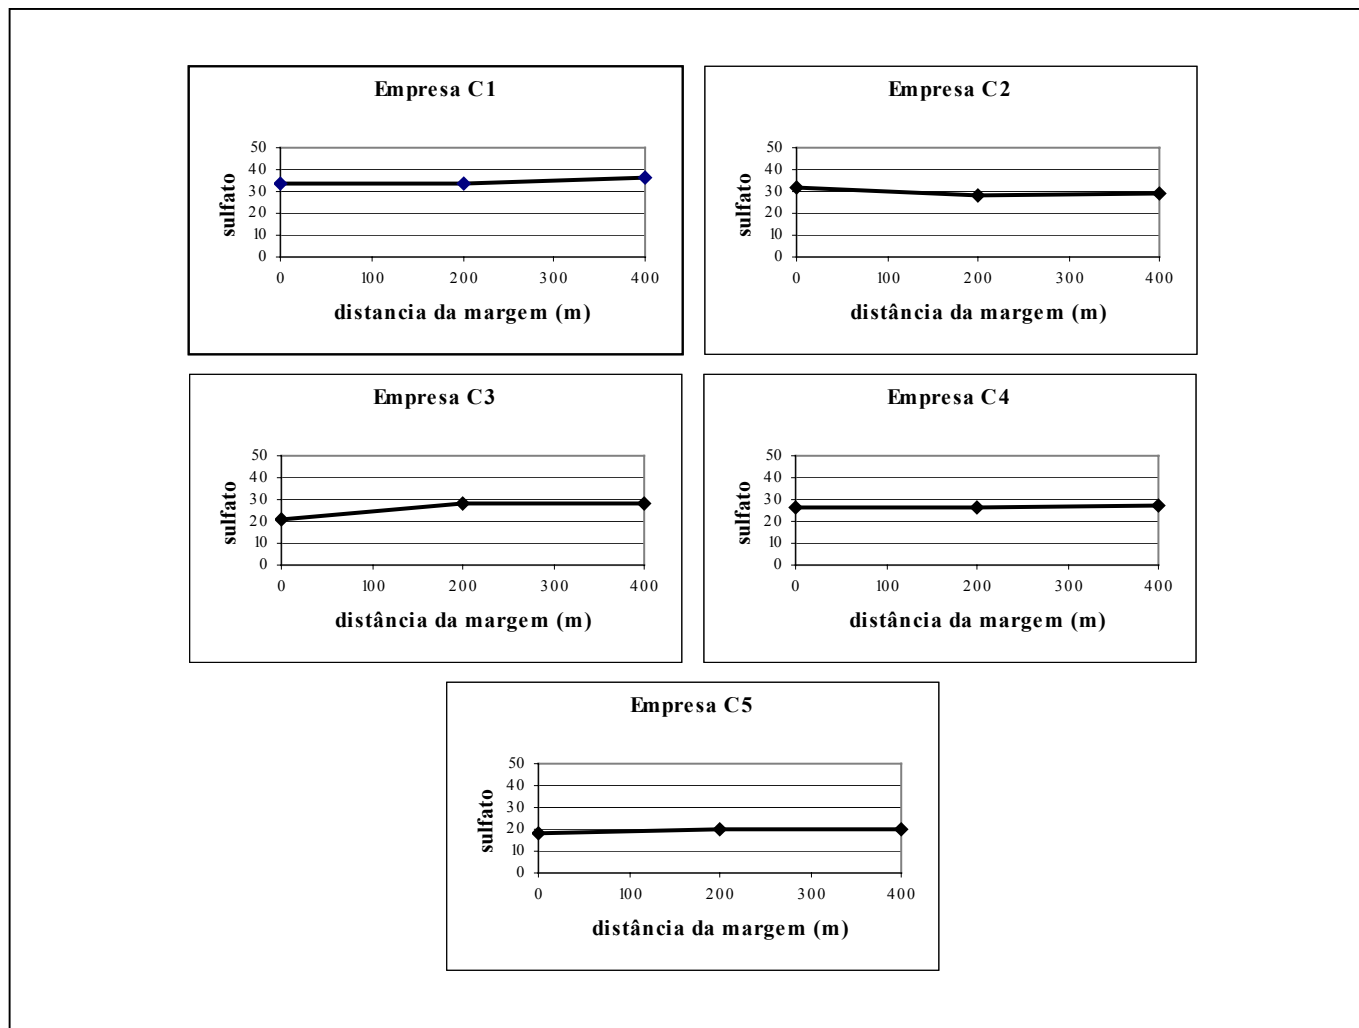 Empresa C1
50
40
30
20
10
0
sulfato
0 100 200 300 400
distancia da margem (m)
Empresa C2
50
40
30
20
10
0
sulfato
0 100 200 300 400
distância da margem (m)
Empresa C3
50
40
30
20
10
0
sulfato
0 100 200 300 400
distância da margem (m)
Empresa C4
50
40
30
20
10
0
sulfato
0 100 200 300 400
distância da margem (m)
Empresa C5
50
40
30
20
10
0
sulfato
0 100 200 300 400
distância da margem (m)